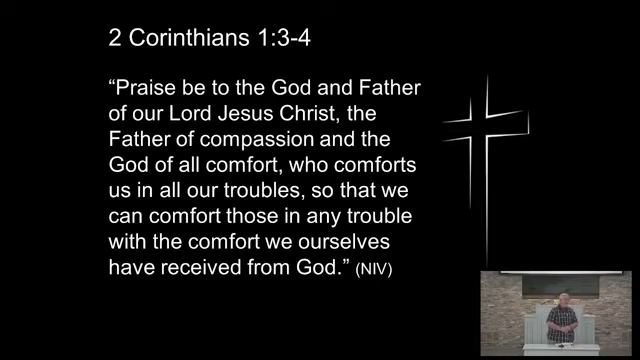 2 Corinthians 1:3-4
“Praise be to the God and Father
of our Lord Jesus Christ, the
Father of compassion and the
God of all comfort, who comforts
us in all our troubles, so that we
can comfort those in any trouble
with the comfort we ourselves
have received from God.” (NIV)